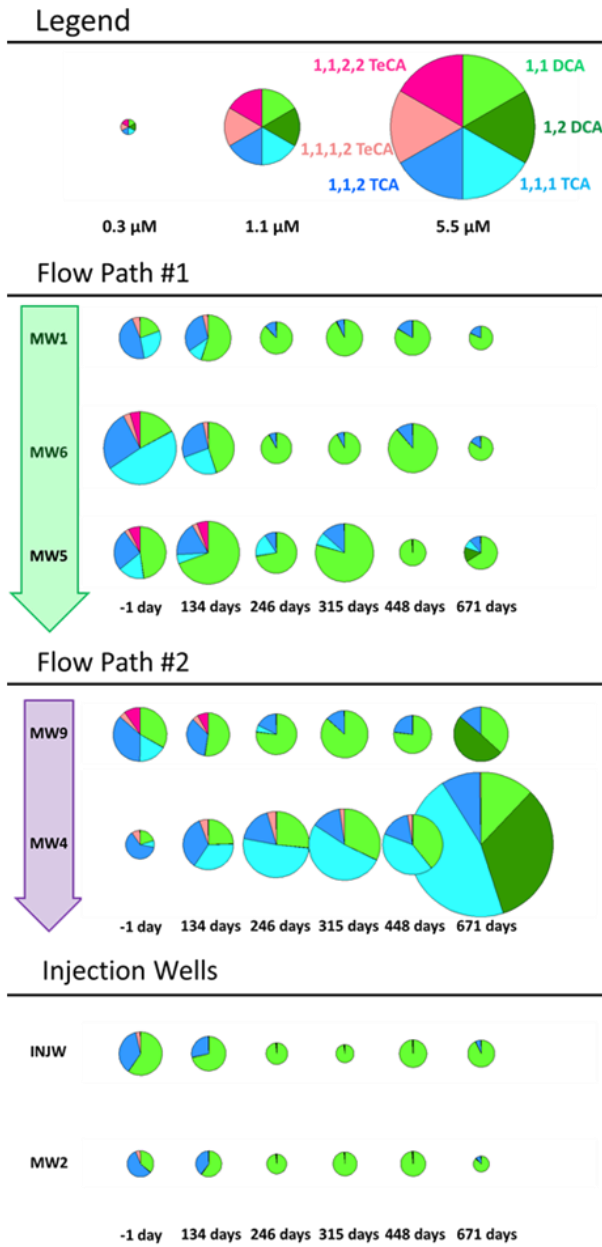 Legend
1,1,2,2 TeCA
1,1 DCA
1,2 DCA
1,1,1,2 TeCA
1,1,2 TCA
1,1,1 TCA
0.3 µM 1.1 µM 5.5 µM
Flow Path #1
MW1
MW6
MW5
-1 day 134 days 246 days 315 days 448 days 671 days
Flow Path #2
MW9
MW4
-1 day 134 days 246 days 315 days 448 days 671 days
Injection Wells
INJW
MW2
-1 day 134 days 246 days 315 days 448 days 671 days